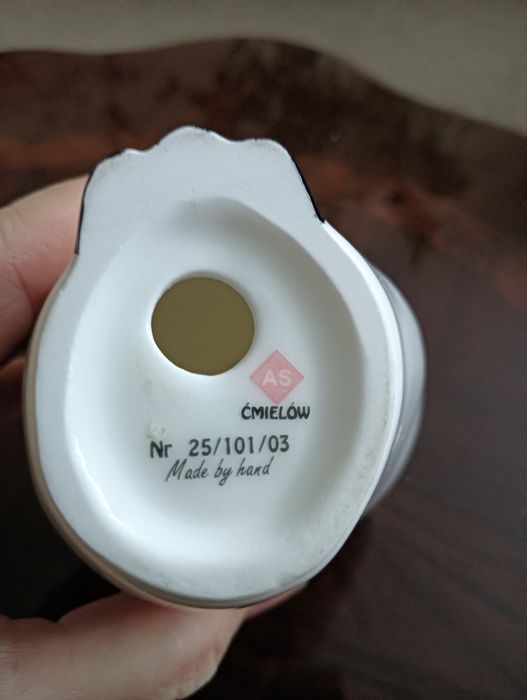 AS
ĆMIELÓW
Nr 25/101/03
Made by hand